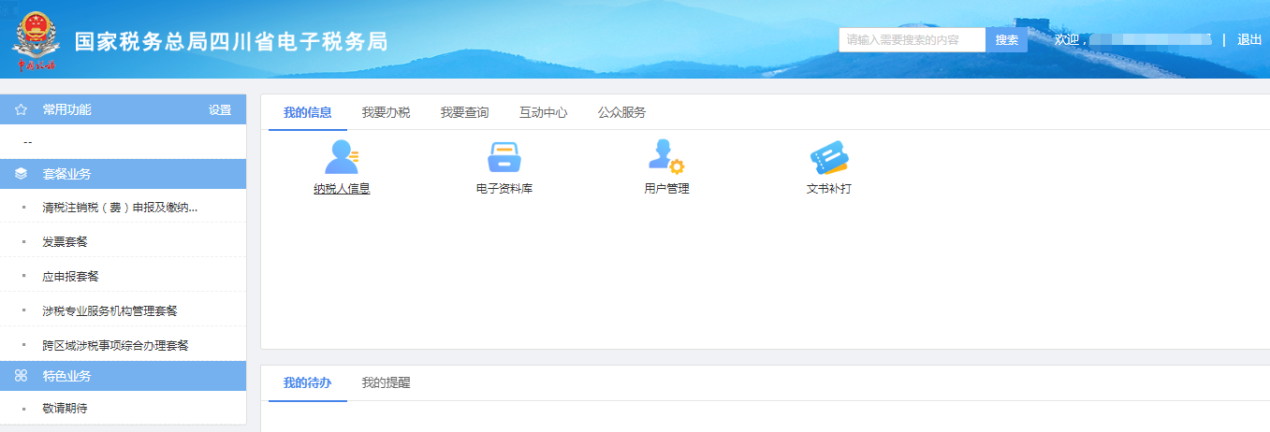 国家税务总局四川省电子税务局
请输入需要搜索的内容 搜索 欢迎, | 退出
常用功能 设置
--
套餐业务
清税注销税（费）申报及缴纳...
发票套餐
应申报套餐
涉税专业服务机构管理套餐
跨区域涉税事项综合办理套餐
特色业务
敬请期待
我的信息 我要办税 我要查询 互动中心 公众服务
纳税人信息 电子资料库 用户管理 文书补打
我的待办 我的提醒